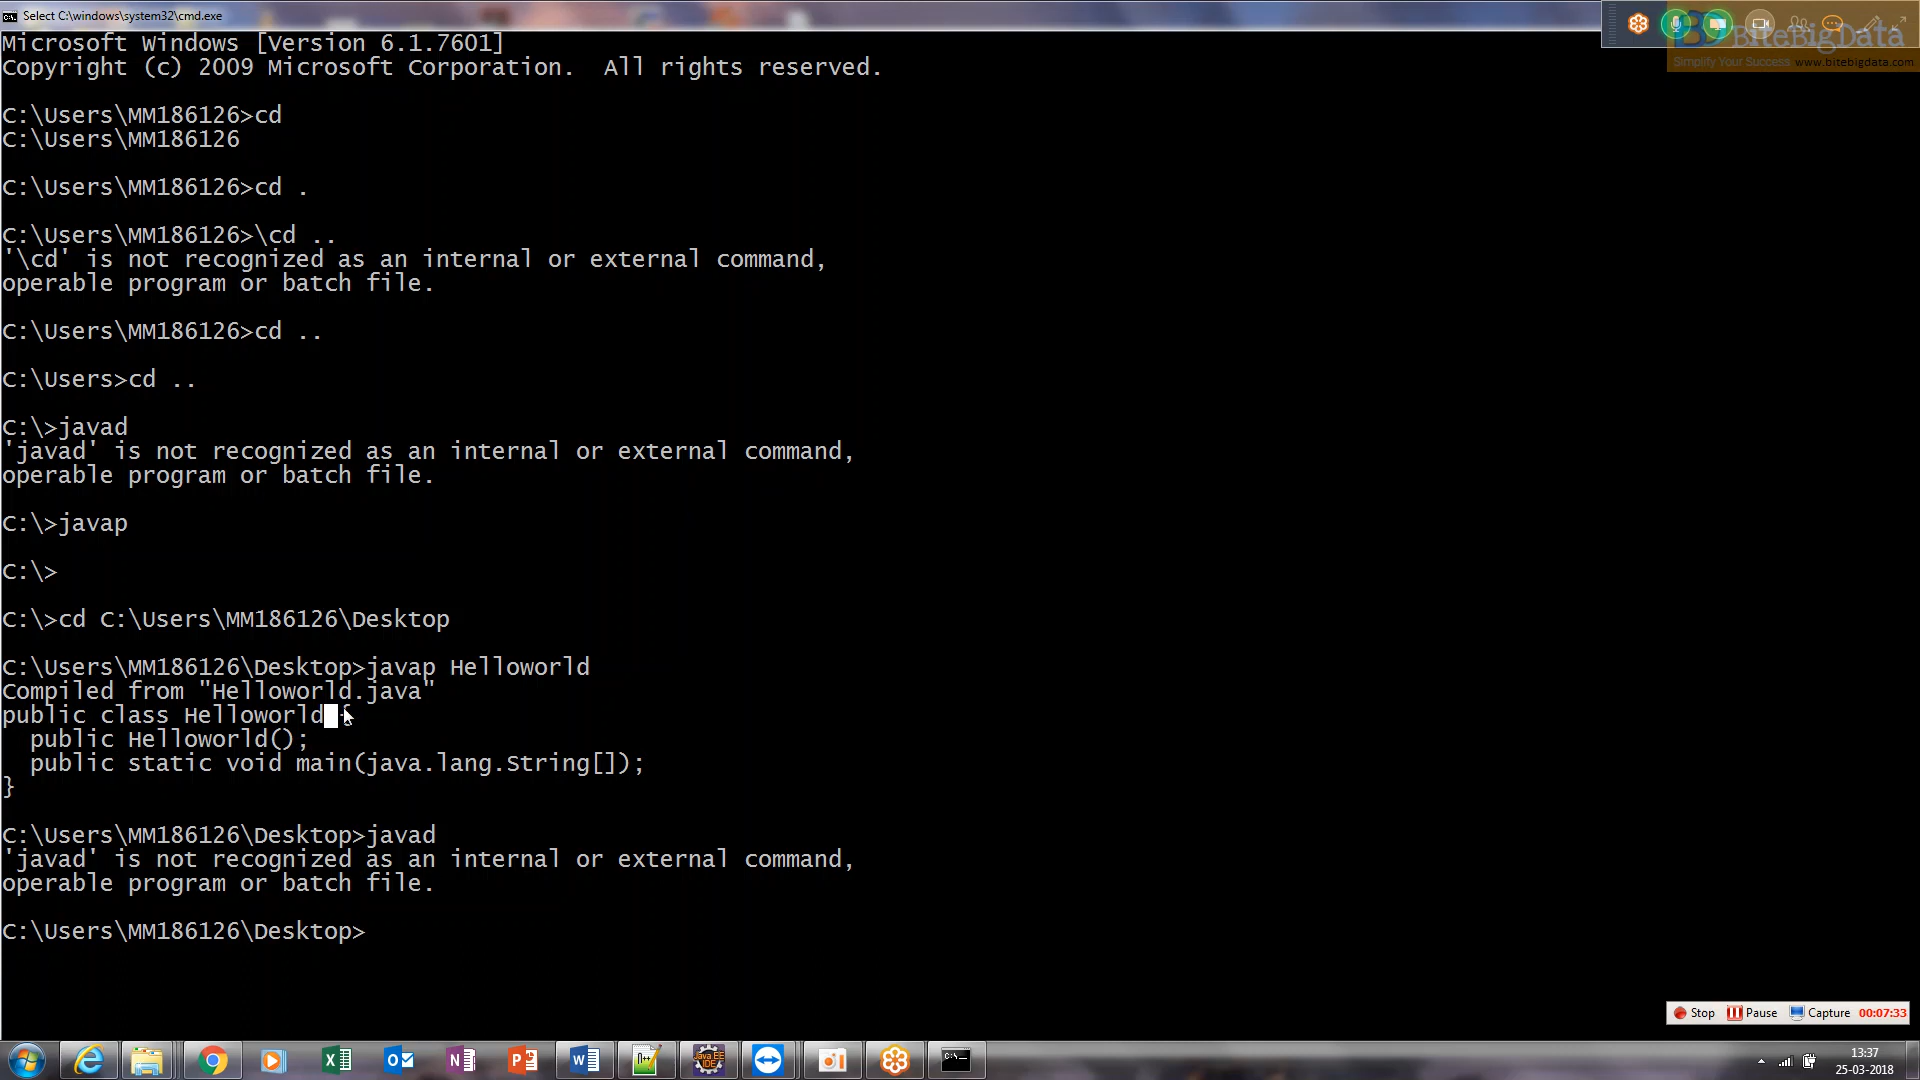 Select C:\windows\system32\cmd.exe
BiteBigData
Simplify Your Success www.bitebigdata.com
Microsoft Windows [Version 6.1.7601]
Copyright (c) 2009 Microsoft Corporation.  All rights reserved.
C:\Users\MM186126>cd
C:\Users\MM186126
C:\Users\MM186126>cd .
C:\Users\MM186126>\cd ..
'\cd' is not recognized as an internal or external command,
operable program or batch file.
C:\Users\MM186126>cd ..
C:\Users>cd ..
C:\>javad
'javad' is not recognized as an internal or external command,
operable program or batch file.
C:\>javap
C:\>
C:\>cd C:\Users\MM186126\Desktop
C:\Users\MM186126\Desktop>javap Helloworld
Compiled from "Helloworld.java"
public class Helloworld {
  public Helloworld();
  public static void main(java.lang.String[]);
}
C:\Users\MM186126\Desktop>javad
'javad' is not recognized as an internal or external command,
operable program or batch file.
C:\Users\MM186126\Desktop>
Stop Pause Capture 00:07:33
Java EE
IDE
13:37
25-03-2018